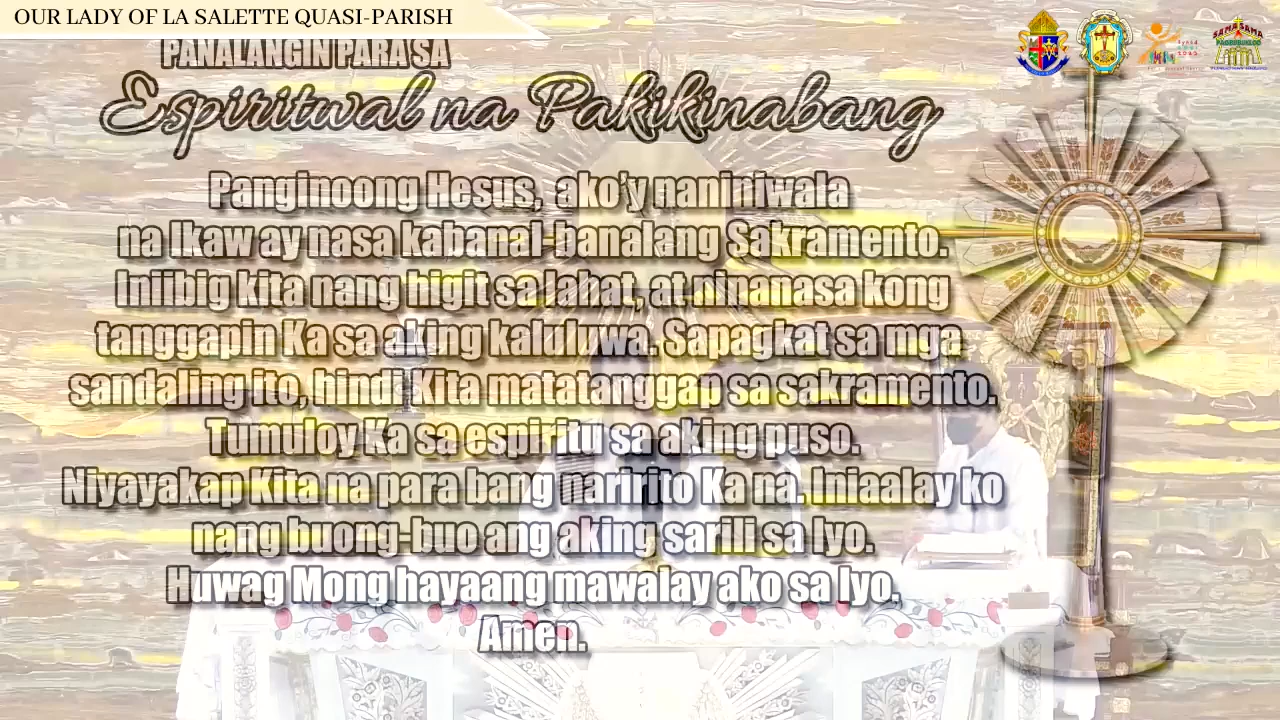 OUR LADY OF LA SALETTE QUASI-PARISH
PANALANGIN PARA SA
Espiritwal na Pakikinabang
Panginoong Hesus, ako'y naniniwala
na Ikaw ay nasa kabanal-banalang Sakramento.
Iniibig kita nang higit sa lahat, at ninanasa kong
tanggapin Ka sa aking kaluluwa. Sapagkat sa mga
sandaling ito, hindi Kita matatanggap sa sakramento.
Tumuloy Ka sa espiritu sa aking puso.
Niyayakap Kita na para bang naririto Ka na. Iniaalay ko
nang buong-buo ang aking sarili sa Iyo.
Huwag Mong hayaang mawalay ako sa Iyo.
Amen.